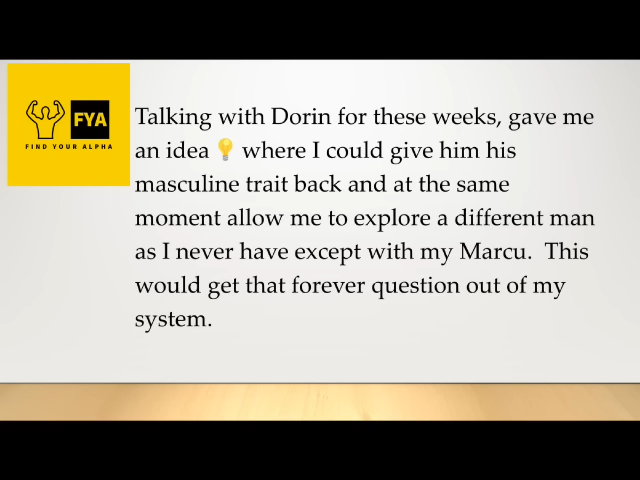 FYA
FIND YOUR ALPHA
Talking with Dorin for these weeks, gave me
an idea 💡 where I could give him his
masculine trait back and at the same
moment allow me to explore a different man
as I never have except with my Marcu.  This
would get that forever question out of my
system.